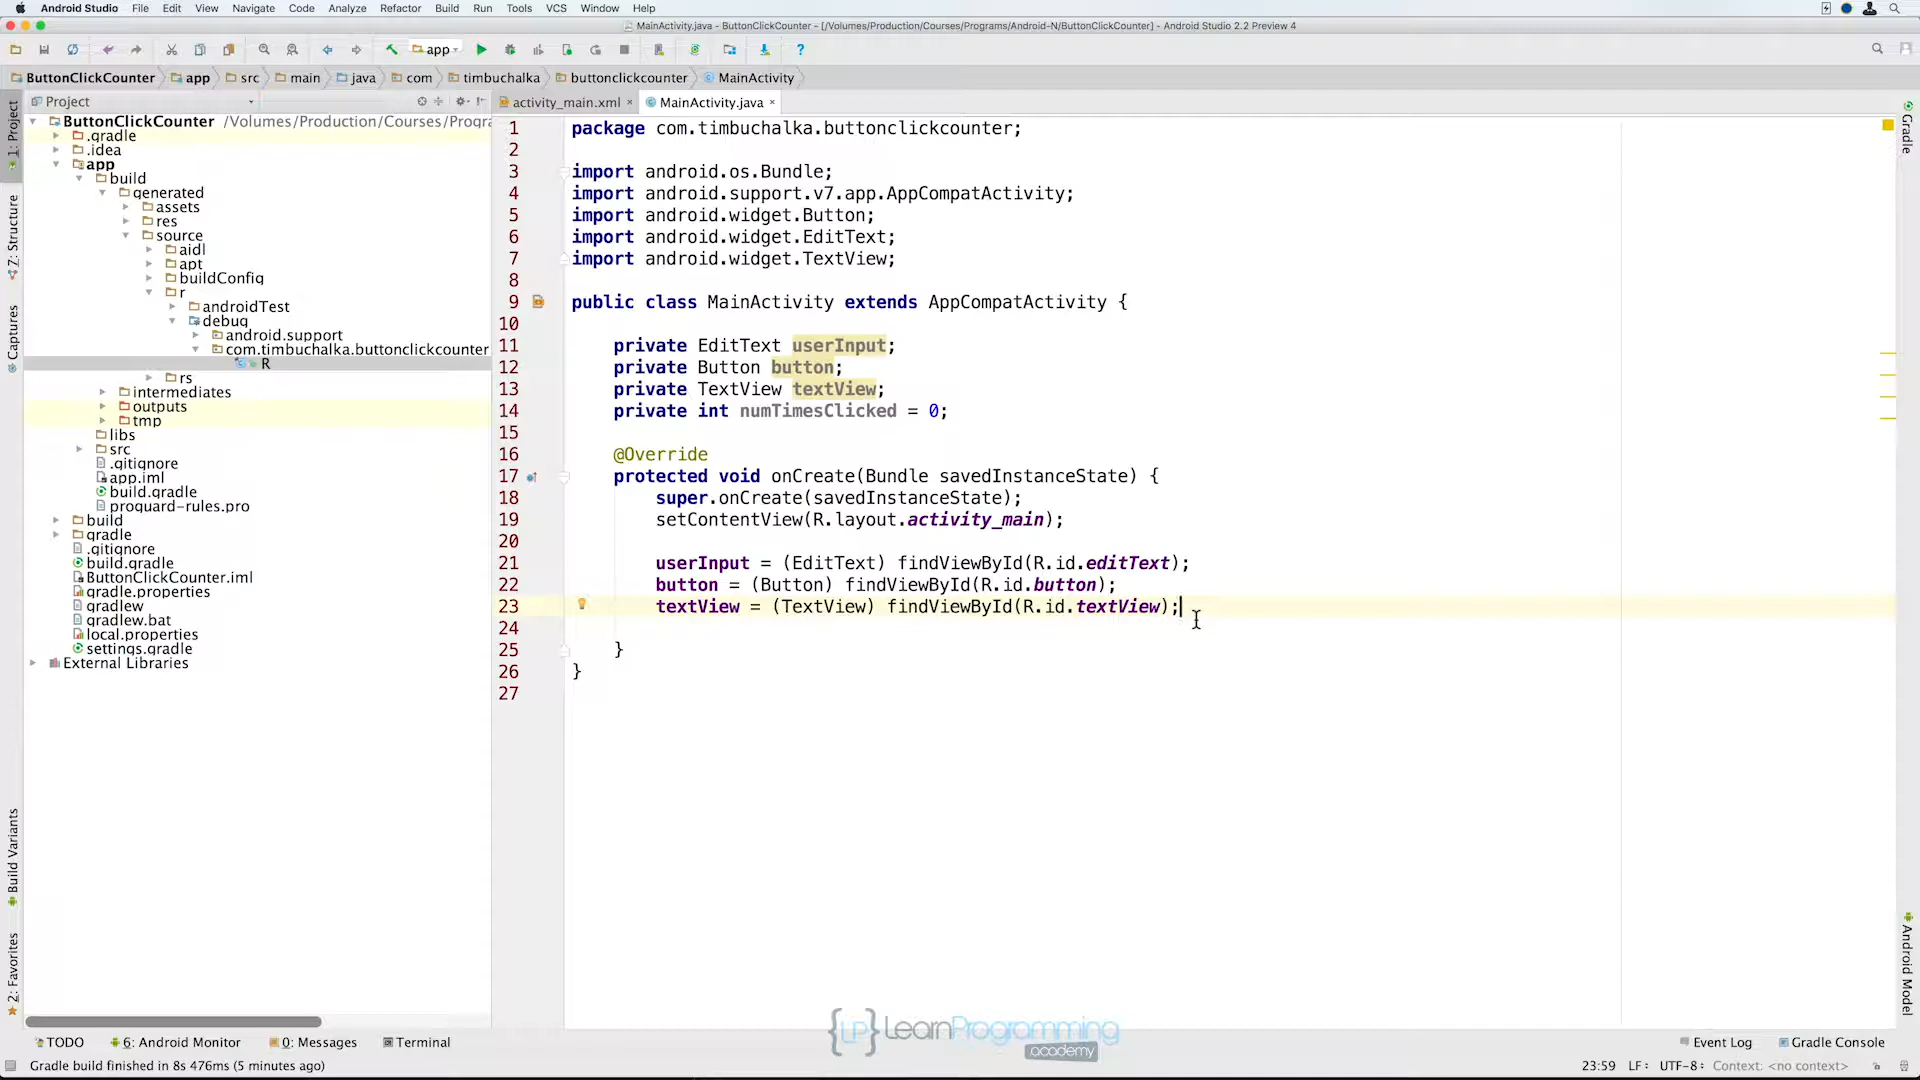 Android Studio File Edit View Navigate Code Analyze Refactor Build Run Tools VCS Window Help
MainActivity.java - ButtonClickCounter - [/Volumes/Production/Courses/Programs/Android-N/ButtonClickCounter] - Android Studio 2.2 Preview 4
app
ButtonClickCounter app src main java com timbuchalka buttonclickcounter MainActivity
Project
activity_main.xml
MainActivity.java
ButtonClickCounter /Volumes/Production/Courses/Progra
.gradle
.idea
app
build
generated
assets
res
source
aidl
apt
buildConfig
r
androidTest
debug
android.support
com.timbuchalka.buttonclickcounter
R
rs
intermediates
outputs
tmp
libs
src
.gitignore
app.iml
build.gradle
proguard-rules.pro
build
gradle
.gitignore
build.gradle
ButtonClickCounter.iml
gradle.properties
gradlew
gradlew.bat
local.properties
settings.gradle
External Libraries
1: Project
7: Structure
Captures
Build Variants
2: Favorites
1 package com.timbuchalka.buttonclickcounter;
2
3 import android.os.Bundle;
4 import android.support.v7.app.AppCompatActivity;
5 import android.widget.Button;
6 import android.widget.EditText;
7 import android.widget.TextView;
8
9 public class MainActivity extends AppCompatActivity {
10
11 private EditText userInput;
12 private Button button;
13 private TextView textView;
14 private int numTimesClicked = 0;
15
16 @Override
17 protected void onCreate(Bundle savedInstanceState) {
18 super.onCreate(savedInstanceState);
19 setContentView(R.layout.activity_main);
20
21 userInput = (EditText) findViewById(R.id.editText);
22 button = (Button) findViewById(R.id.button);
23 textView = (TextView) findViewById(R.id.textView);
24
25 }
26 }
27
Gradle
Android Model
{LP} LearnProgramming
academy
TODO 6: Android Monitor 0: Messages Terminal Event Log Gradle Console
Gradle build finished in 8s 476ms (5 minutes ago) 23:59 LF: UTF-8: Context: <no context>